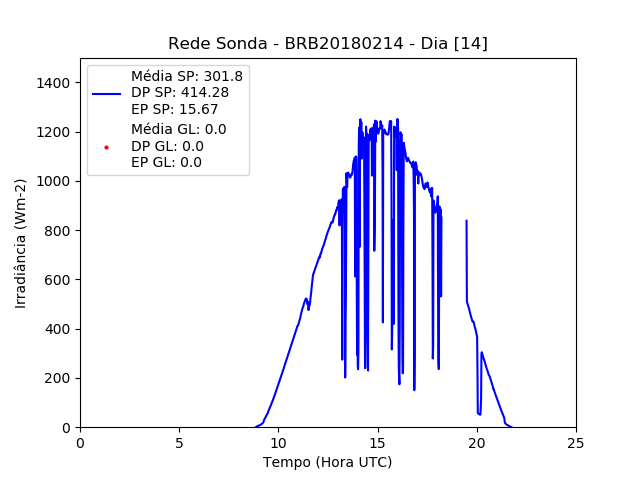 Rede Sonda - BRB20180214 - Dia [14]
Média SP: 301.8
DP SP: 414.28
EP SP: 15.67
Média GL: 0.0
DP GL: 0.0
EP GL: 0.0
Irradiância (Wm-2)
1400
1200
1000
800
600
400
200
0
0 5 10 15 20 25
Tempo (Hora UTC)